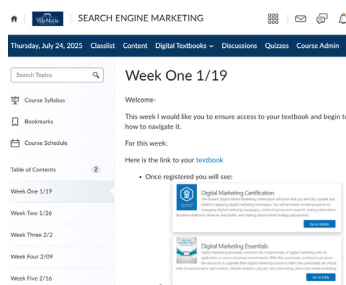 Villa Maria
SEARCH ENGINE MARKETING
Thursday, July 24, 2025 Classlist Content Digital Textbooks Discussions Quizzes Course Admin
Search Topics
Course Syllabus
Bookmarks
Course Schedule
Table of Contents 2
Week One 1/19
Week Two 1/26
Week Three 2/2
Week Four 2/09
Week Five 2/16
Week One 1/19
Welcome-
This week I would like you to ensure access to your textbook and begin to
how to navigate it.
For this week:
Here is the link to your textbook
• Once registered you will see:
Digital Marketing Certification
Digital Marketing Essentials